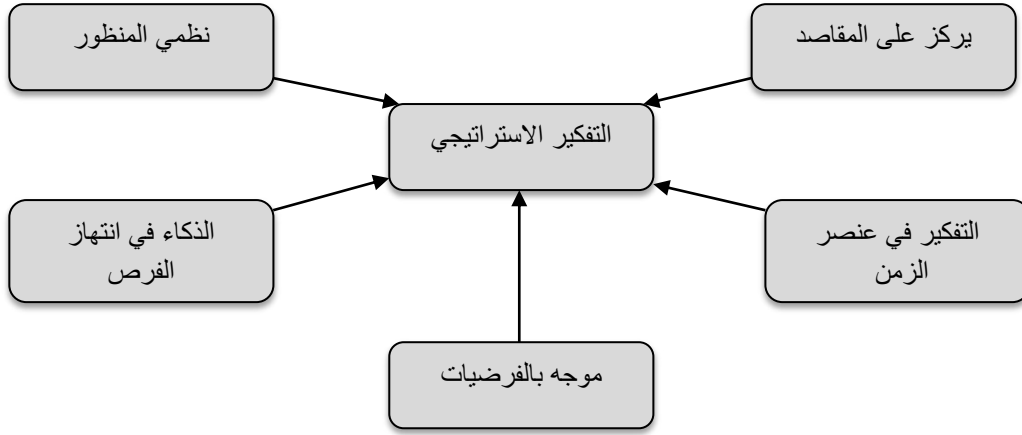 يركز على المقاصد
نظمي المنظور
التفكير الاستراتيجي
التفكير في عنصر
الزمن
الذكاء في انتهاز
الفرص
موجه بالفرضيات